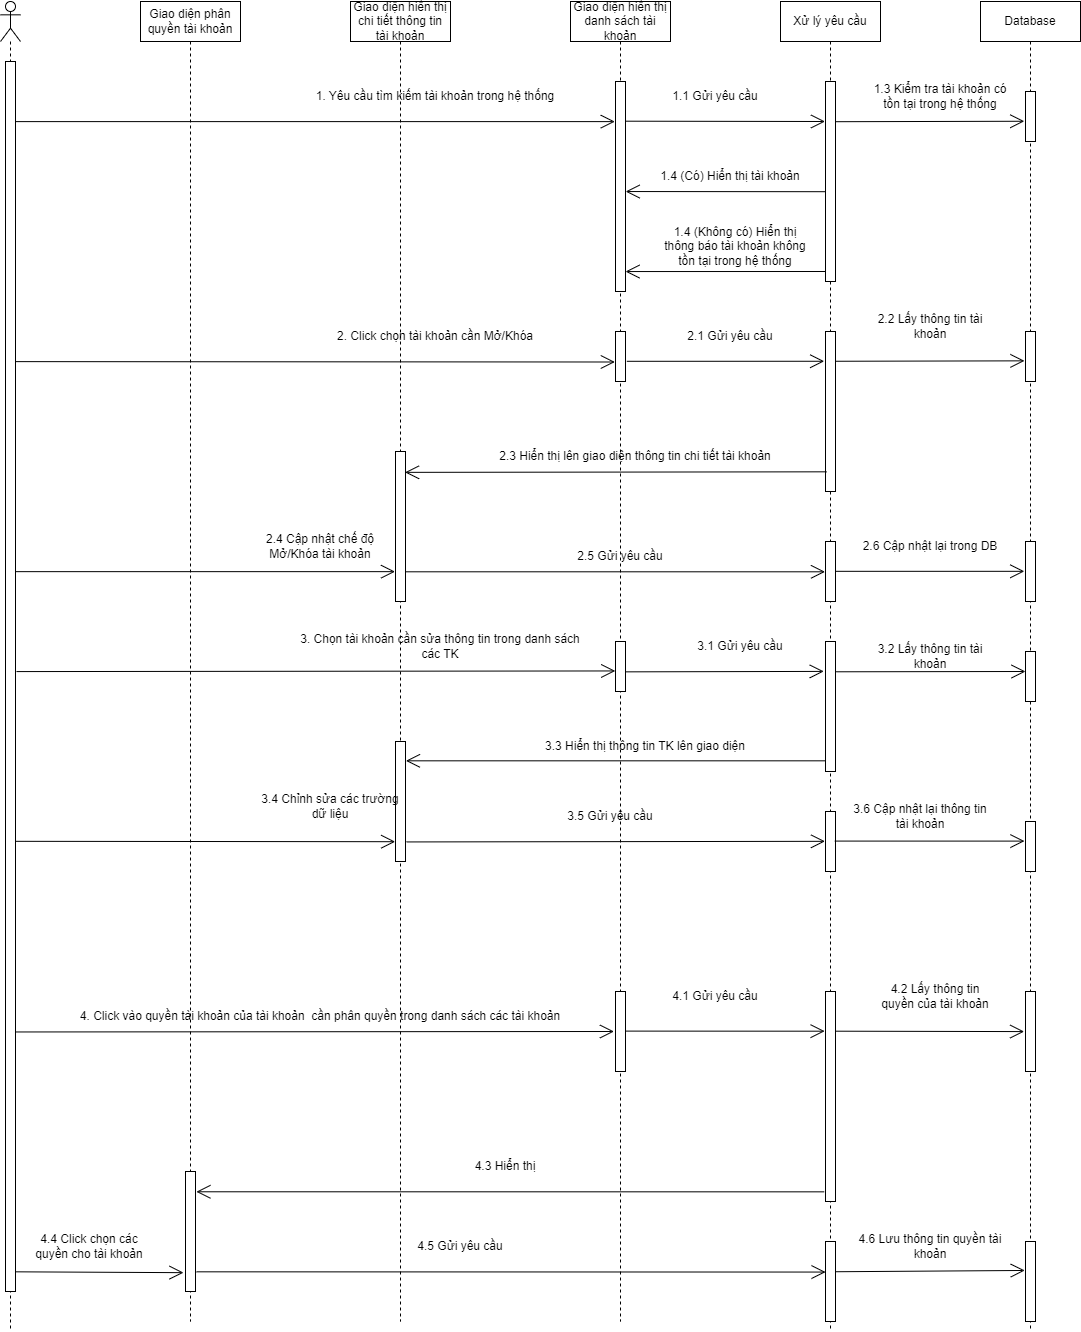 Giao diện phân
quyền tài khoản
Giao diện hiển thị
chi tiết thông tin
tài khoản
Giao diện hiển thị
danh sách tài
khoản
Xử lý yêu cầu
Database
1. Yêu cầu tìm kiếm tài khoản trong hệ thống
1.1 Gửi yêu cầu
1.3 Kiểm tra tài khoản có
tồn tại trong hệ thống
1.4 (Có) Hiển thị tài khoản
1.4 (Không có) Hiển thị
thông báo tài khoản không
tồn tại trong hệ thống
2. Click chọn tài khoản cần Mở/Khóa
2.1 Gửi yêu cầu
2.2 Lấy thông tin tài
khoản
2.3 Hiển thị lên giao diện thông tin chi tiết tài khoản
2.4 Cập nhật chế độ
Mở/Khóa tài khoản
2.5 Gửi yêu cầu
2.6 Cập nhật lại trong DB
3. Chọn tài khoản cần sửa thông tin trong danh sách
các TK
3.1 Gửi yêu cầu
3.2 Lấy thông tin tài
khoản
3.3 Hiển thị thông tin TK lên giao diện
3.4 Chỉnh sửa các trường
dữ liệu
3.5 Gửi yêu cầu
3.6 Cập nhật lại thông tin
tài khoản
4. Click vào quyền tài khoản của tài khoản cần phân quyền trong danh sách các tài khoản
4.1 Gửi yêu cầu
4.2 Lấy thông tin
quyền của tài khoản
4.3 Hiển thị
4.4 Click chọn các
quyền cho tài khoản
4.5 Gửi yêu cầu
4.6 Lưu thông tin quyền tài
khoản